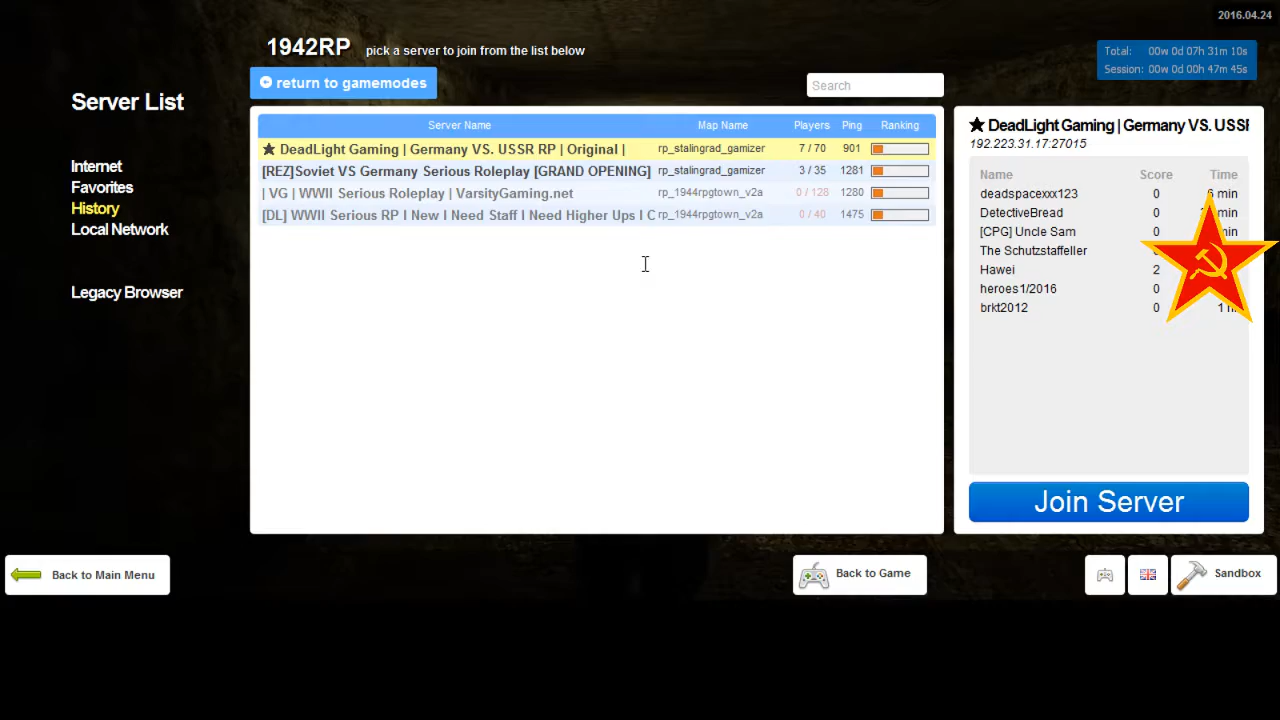 2016.04.24
1942RP pick a server to join from the list below
Total: 00w 0d 07h 31m 10s
Session: 00w 0d 00h 47m 45s
return to gamemodes
Search
Server List
Internet
Favorites
History
Local Network
Legacy Browser
Server Name Map Name Players Ping Ranking
DeadLight Gaming | Germany VS. USSR RP | Original | rp_stalingrad_gamizer 7 / 70 901
[REZ]Soviet VS Germany Serious Roleplay [GRAND OPENING] rp_stalingrad_gamizer 3 / 35 1281
| VG | WWII Serious Roleplay | VarsityGaming.net rp_1944rpgtown_v2a 0 / 128 1280
[DL] WWII Serious RP I New I Need Staff I Need Higher Ups I C rp_1944rpgtown_v2a 0 / 40 1475
DeadLight Gaming | Germany VS. USSR
192.223.31.17:27015
Name Score Time
deadspacexxx123 0 min
DetectiveBread 0 min
[CPG] Uncle Sam 0 min
The Schutzstaffeller
Hawei 2
heroes1/2016 0
brkt2012 0 1
Join Server
Back to Main Menu
Back to Game
Sandbox